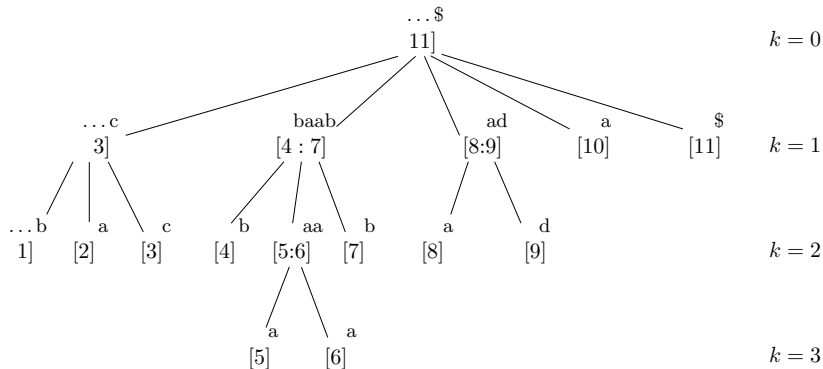 …$
11] k = 0
…c baab ad a $
3] [4 : 7] [8:9] [10] [11] k = 1
…b a c b aa b a d
1] [2] [3] [4] [5:6] [7] [8] [9] k = 2
a a
[5] [6] k = 3